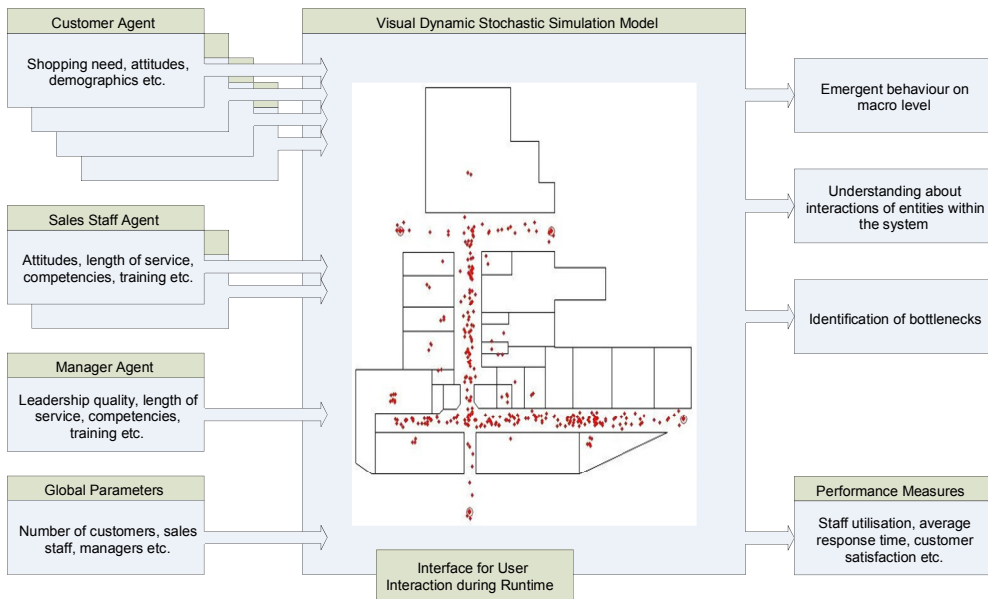 Customer Agent
Shopping need, attitudes,
demographics etc.
Sales Staff Agent
Attitudes, length of service,
competencies, training etc.
Manager Agent
Leadership quality, length of
service, competencies,
training etc.
Global Parameters
Number of customers, sales
staff, managers etc.
Visual Dynamic Stochastic Simulation Model
Interface for User
Interaction during Runtime
Emergent behaviour on
macro level
Understanding about
interactions of entities within
the system
Identification of bottlenecks
Performance Measures
Staff utilisation, average
response time, customer
satisfaction etc.